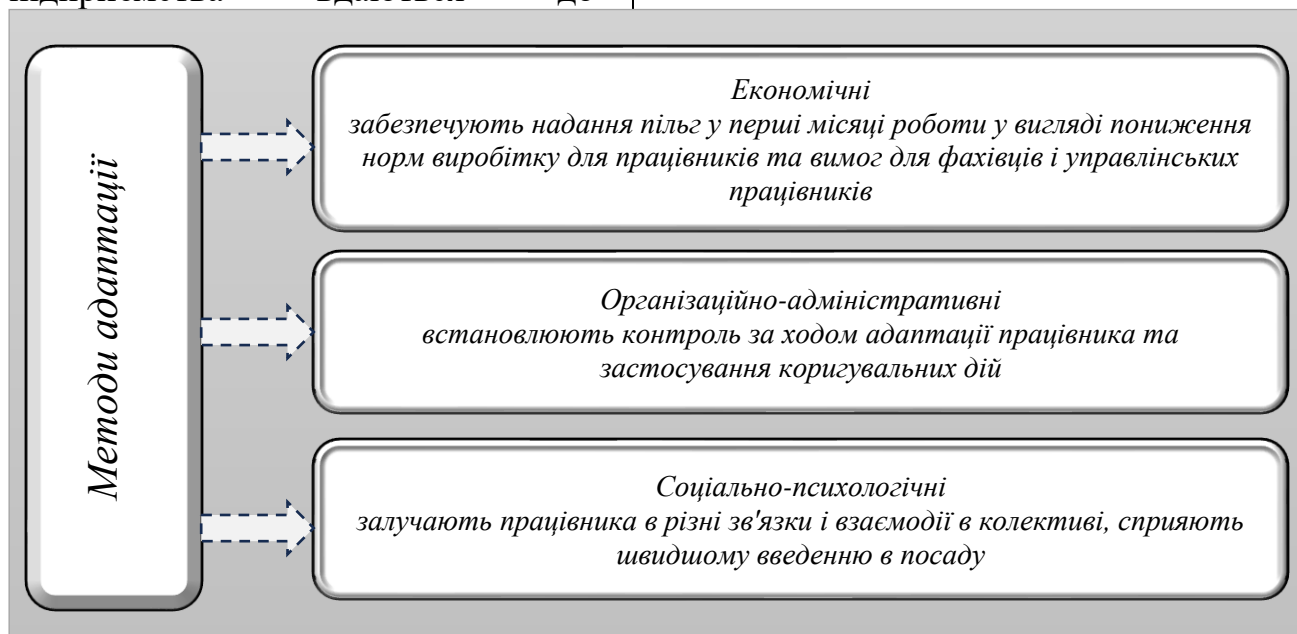 Методи адаптації
Економічні
забезпечують надання пільг у перші місяці роботи у вигляді пониження
норм виробітку для працівників та вимог для фахівців і управлінських
працівників
Організаційно-адміністративні
встановлюють контроль за ходом адаптації працівника та
застосування коригувальних дій
Соціально-психологічні
залучають працівника в різні зв'язки і взаємодії в колективі, сприяють
швидшому введенню в посаду